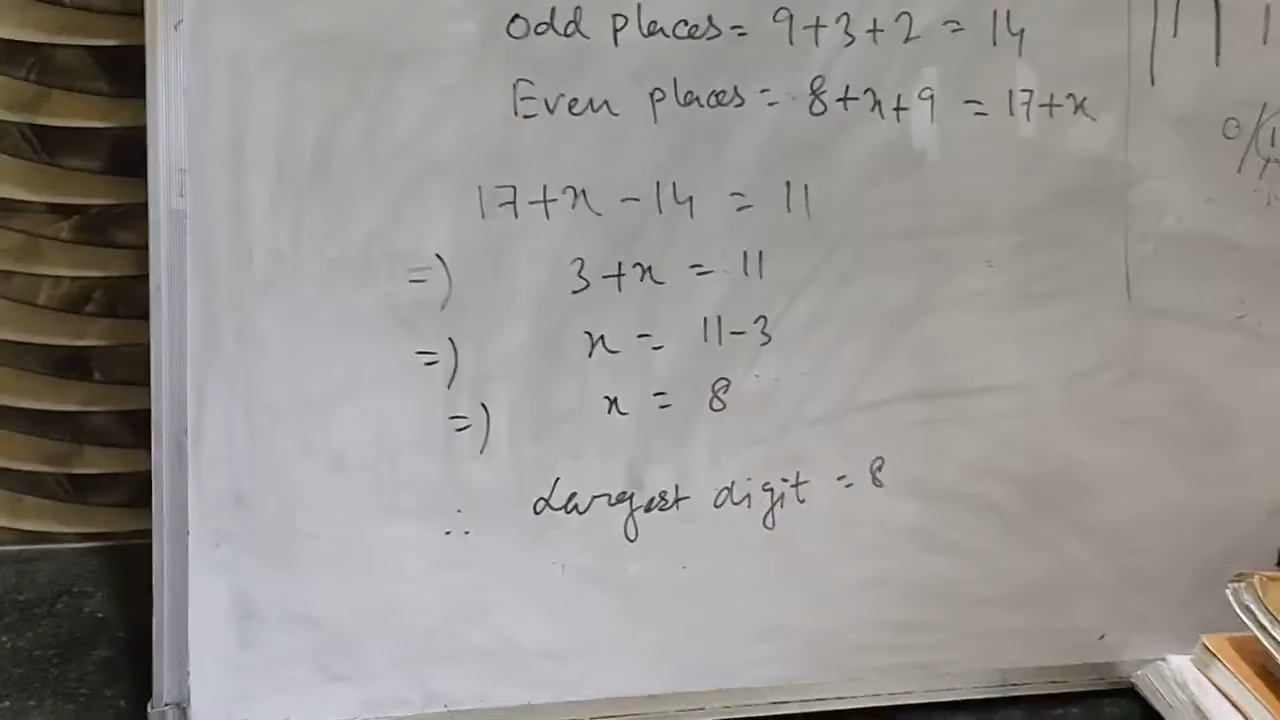 Odd places = 9+3+2 = 14
Even places = 8+x+9 = 17+x
17+x-14 = 11
=) 3+x = 11
=) x = 11-3
=) x = 8
∴ Largest digit = 8